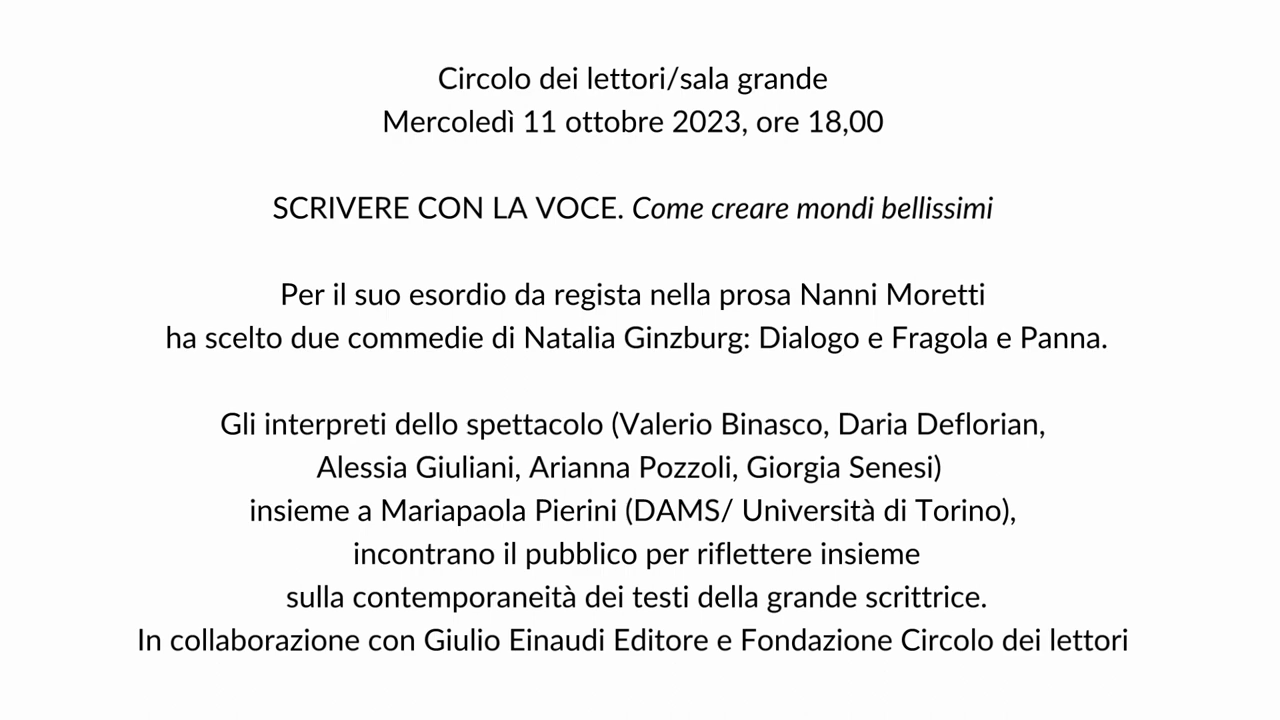 Circolo dei lettori/sala grande
Mercoledì 11 ottobre 2023, ore 18,00
SCRIVERE CON LA VOCE. Come creare mondi bellissimi
Per il suo esordio da regista nella prosa Nanni Moretti
ha scelto due commedie di Natalia Ginzburg: Dialogo e Fragola e Panna.
Gli interpreti dello spettacolo (Valerio Binasco, Daria Deflorian,
Alessia Giuliani, Arianna Pozzoli, Giorgia Senesi)
insieme a Mariapaola Pierini (DAMS/ Università di Torino),
incontrano il pubblico per riflettere insieme
sulla contemporaneità dei testi della grande scrittrice.
In collaborazione con Giulio Einaudi Editore e Fondazione Circolo dei lettori